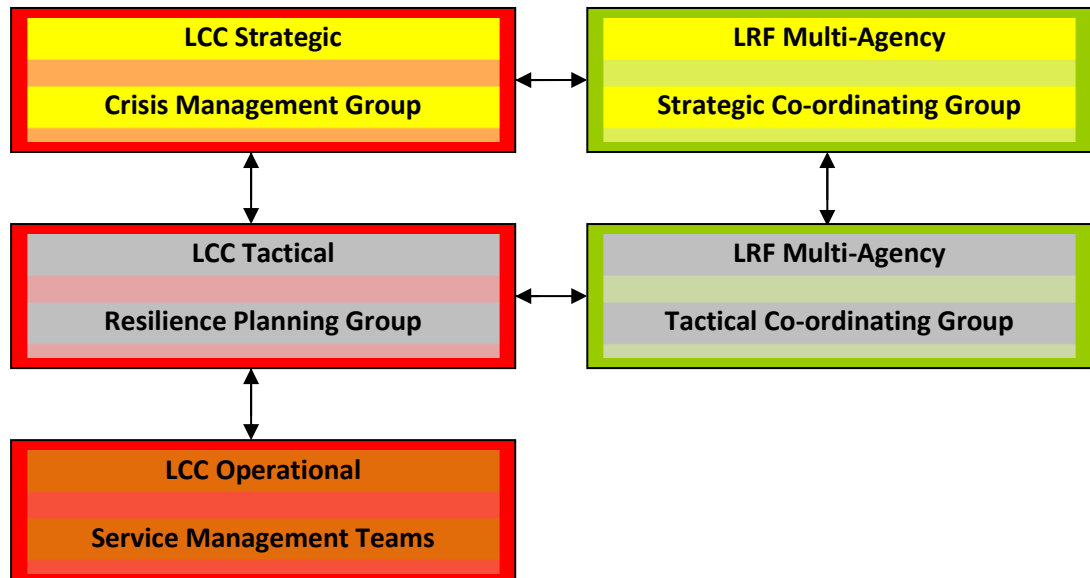 LCC Strategic
Crisis Management Group
LRF Multi-Agency
Strategic Co-ordinating Group
LCC Tactical
Resilience Planning Group
LRF Multi-Agency
Tactical Co-ordinating Group
LCC Operational
Service Management Teams